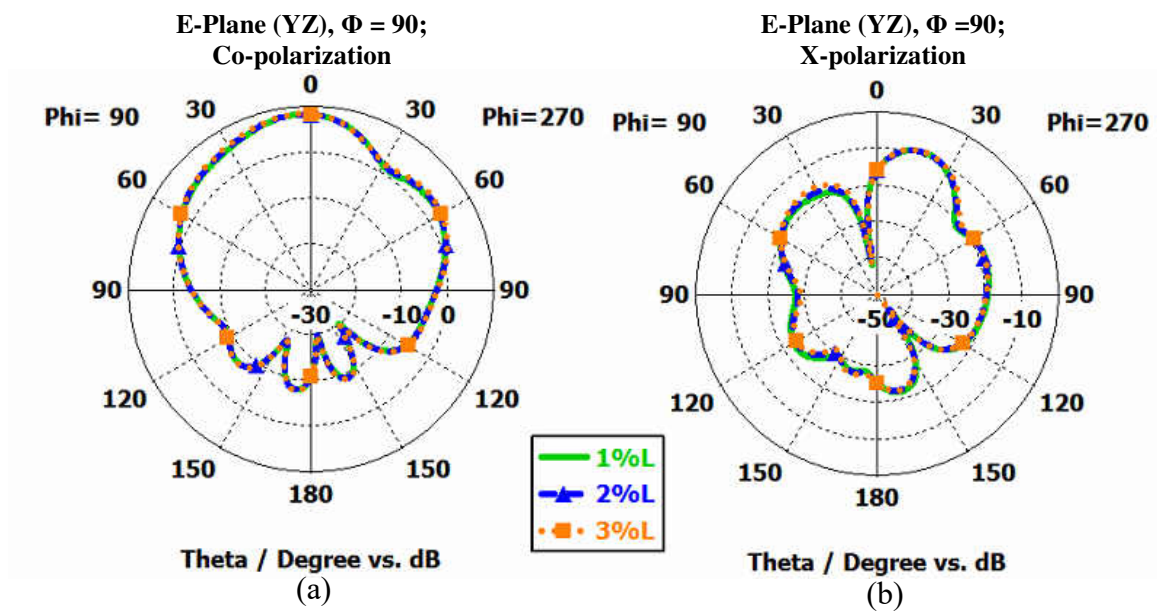 E-Plane (YZ), Φ = 90;
Co-polarization
0
30
30
Phi= 90
Phi=270
60
60
90
90
-30
-10
0
120
120
150
150
180
Theta / Degree vs. dB
(a)
E-Plane (YZ), Φ =90;
X-polarization
0
30
30
Phi= 90
Phi=270
60
60
90
90
-50
-30
-10
120
120
150
150
180
Theta / Degree vs. dB
(b)
1%L
2%L
3%L